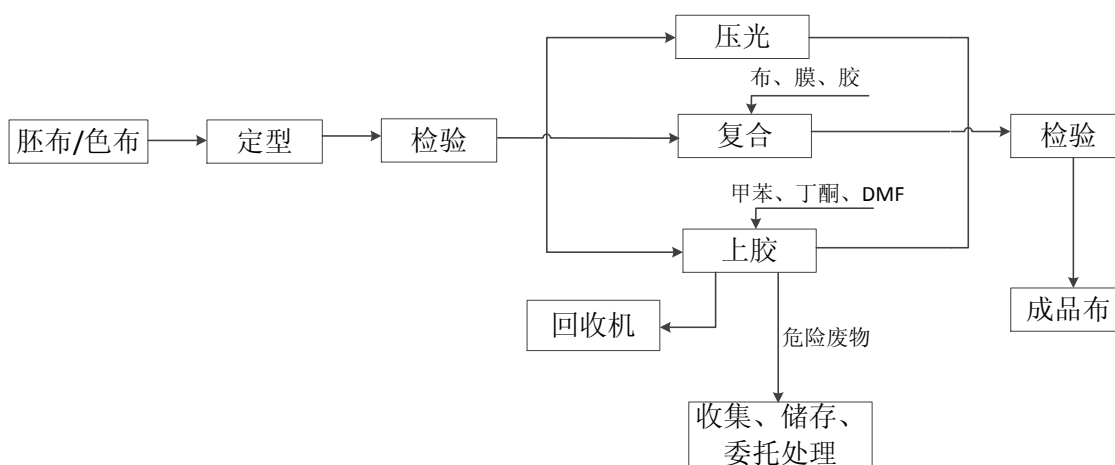 压光
布、膜、胶
胚布/色布
定型
检验
复合
检验
甲苯、丁酮、DMF
上胶
回收机
成品布
危险废物
收集、储存、
委托处理